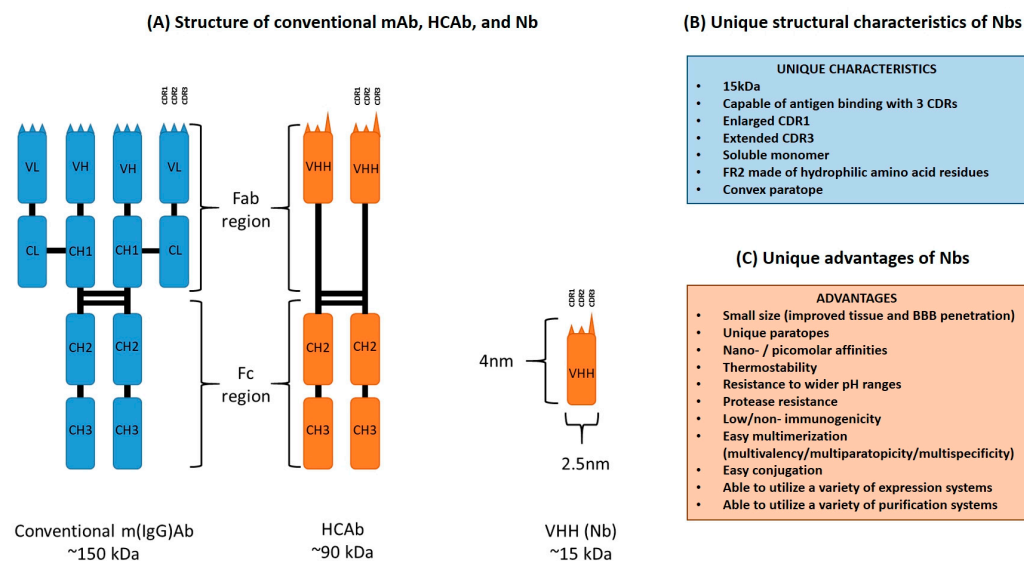 (A) Structure of conventional mAb, HCAb, and Nb
CDR1
CDR2
CDR3
CDR1
CDR2
CDR3
VL
VH
VH
VL
VHH
VHH
Fab
region
CL
CH1
CH1
CL
CH2
CH2
CH2
CH2
Fc
region
CH3
CH3
CH3
CH3
CDR1
CDR2
CDR3
4nm
VHH
2.5nm
Conventional m(IgG)Ab
~150 kDa
HCAb
~90 kDa
VHH (Nb)
~15 kDa
(B) Unique structural characteristics of Nbs
UNIQUE CHARACTERISTICS
• 15kDa
• Capable of antigen binding with 3 CDRs
• Enlarged CDR1
• Extended CDR3
• Soluble monomer
• FR2 made of hydrophilic amino acid residues
• Convex paratope
(C) Unique advantages of Nbs
ADVANTAGES
• Small size (improved tissue and BBB penetration)
• Unique paratopes
• Nano- / picomolar affinities
• Thermostability
• Resistance to wider pH ranges
• Protease resistance
• Low/non- immunogenicity
• Easy multimerization
(multivalency/multiparatopicity/multispecificity)
• Easy conjugation
• Able to utilize a variety of expression systems
• Able to utilize a variety of purification systems